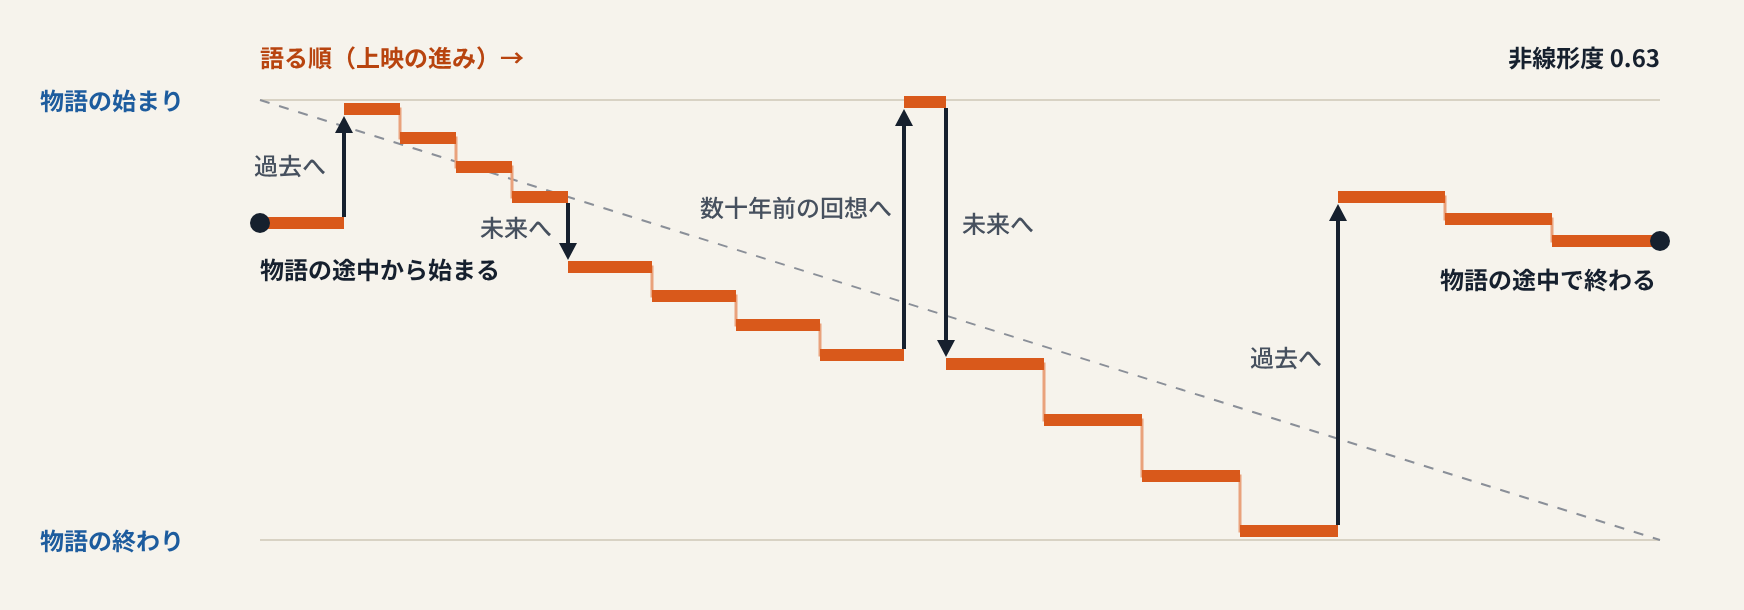 語る順（上映の進み）→
非線形度 0.63
物語の始まり
過去へ
数十年前の回想へ
未来へ
未来へ
物語の途中から始まる
物語の途中で終わる
過去へ
物語の終わり